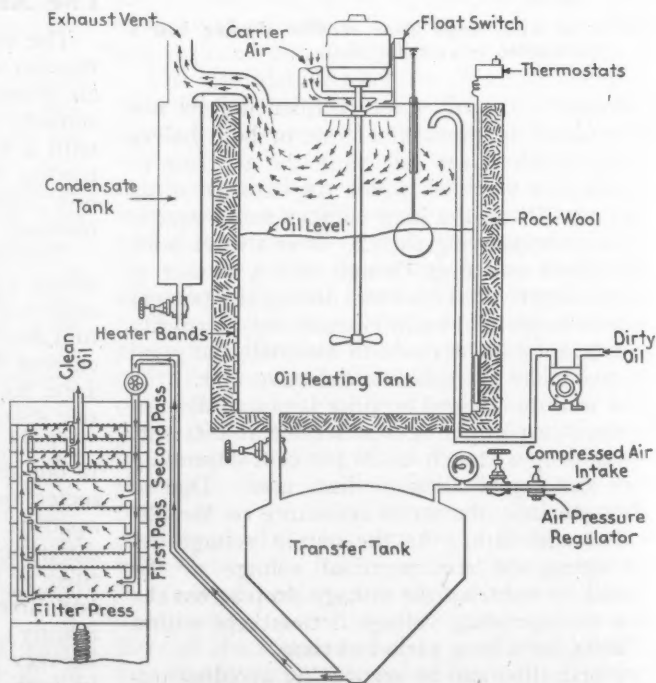 Exhaust Vent
Carrier
Air
Float Switch
Thermostats
Condensate
Tank
Oil Level
Rock Wool
Heater Bands
Clean
Oil
Dirty
Oil
Oil Heating Tank
Second Pass
First Pass
Compressed Air
Intake
Air Pressure
Regulator
Transfer Tank
Filter Press